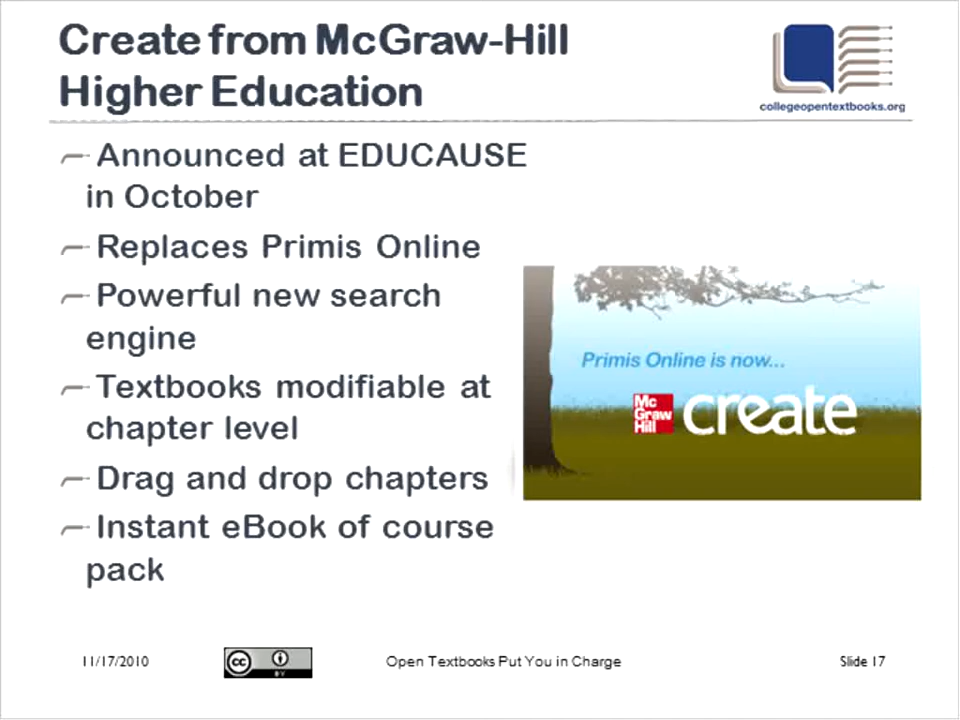 Create from McGraw-Hill
Higher Education
collegeopentextbooks.org
Announced at EDUCAUSE
in October
Replaces Primis Online
Powerful new search
engine
Textbooks modifiable at
chapter level
Drag and drop chapters
Instant eBook of course
pack
Primis Online is now...
Mc
Graw
Hill
create
11/17/2010
cc
BY
Open Textbooks Put You in Charge
Slide 17